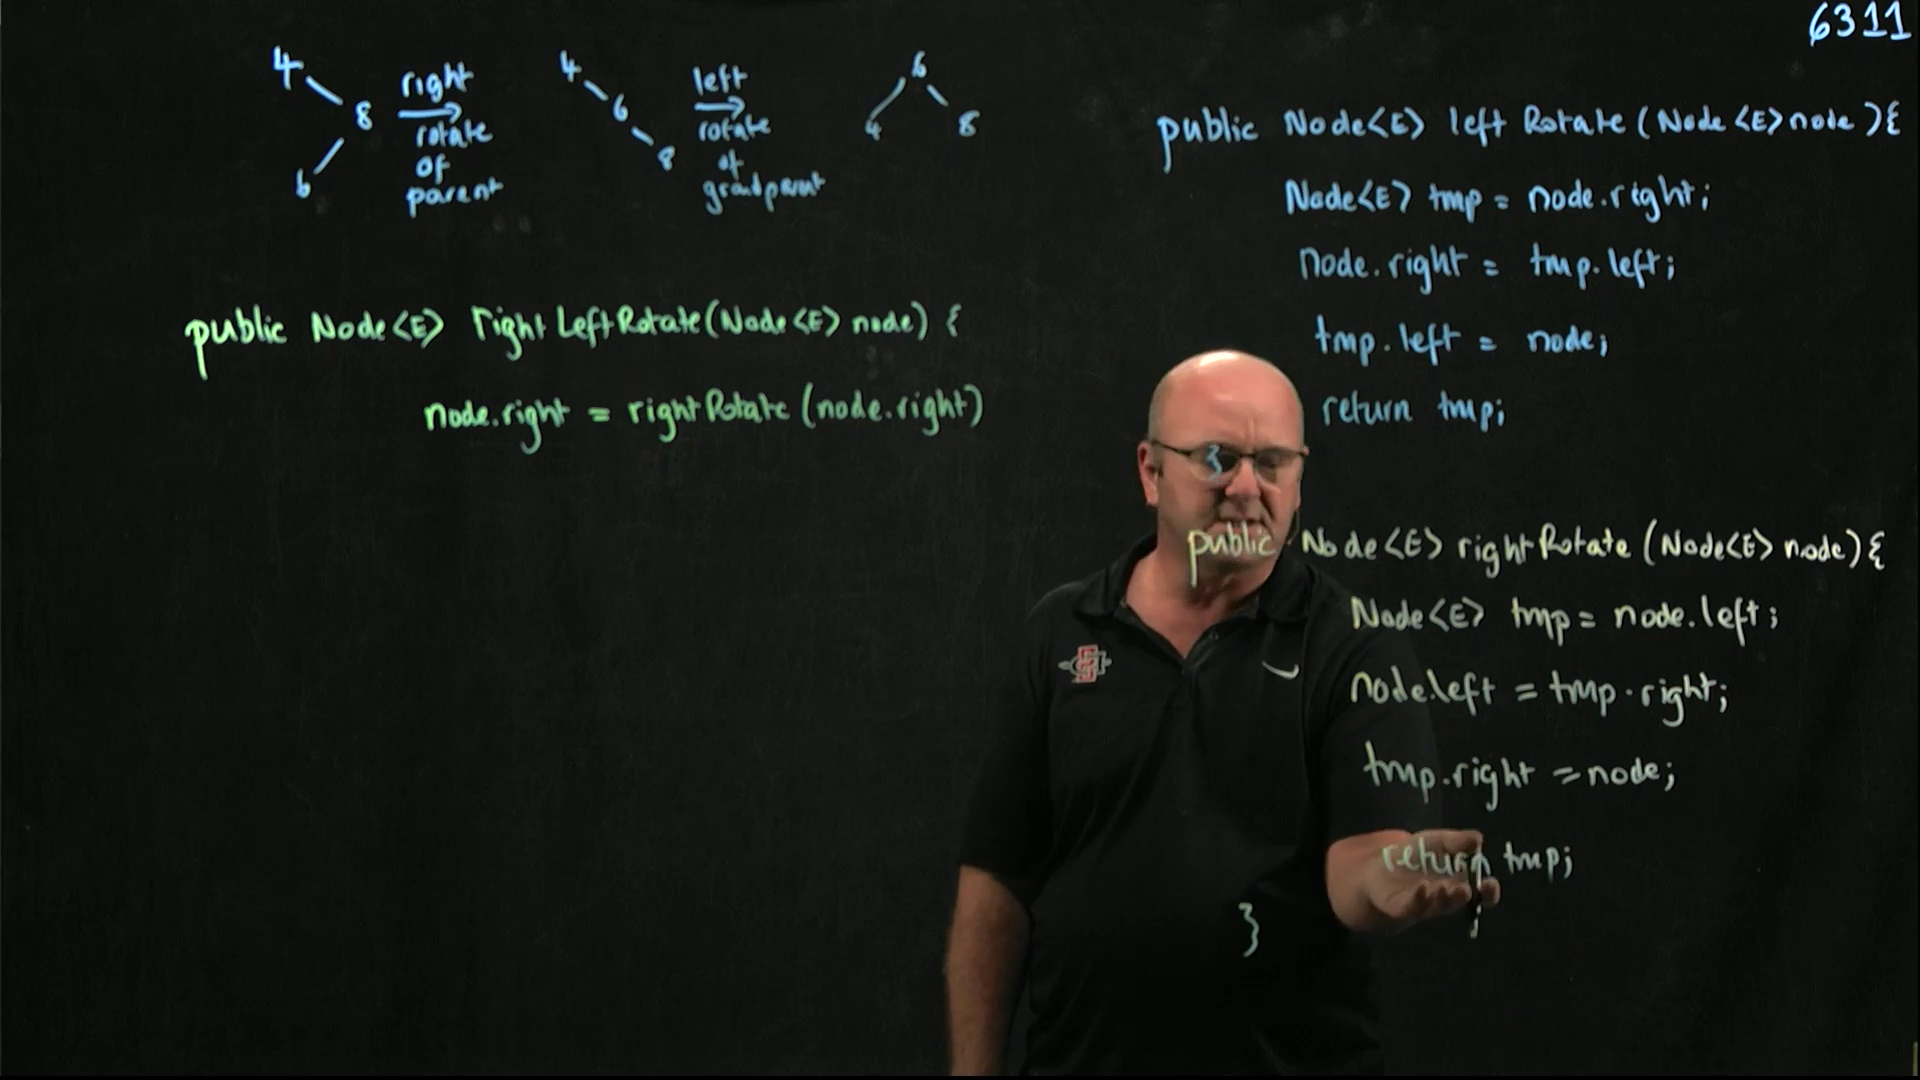 6311
4
8
6
right
rotate
of
parent
4
6
8
left
rotate
of
grandparent
6
4
8
public Node<E> rightLeftRotate(Node<E> node) {
node.right = rightRotate(node.right)
public Node<E> leftRotate(Node<E> node){
Node<E> tmp = node.right;
node.right = tmp.left;
tmp.left = node;
return tmp;
}
public Node<E> rightRotate(Node<E> node){
Node<E> tmp = node.left;
node.left = tmp.right;
tmp.right = node;
return tmp;
}